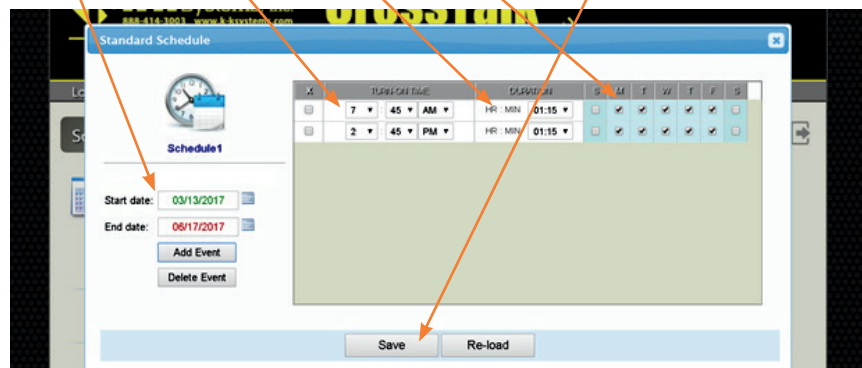 888-414-3003 www.k-ksystems.com
CrossTalk
Standard Schedule
X TURN-ON TIME DURATION S M T W T F S
7 45 AM HR : MIN 01:15
2 45 PM HR : MIN 01:15
Schedule1
Start date: 03/13/2017
End date: 06/17/2017
Add Event
Delete Event
Save Re-load